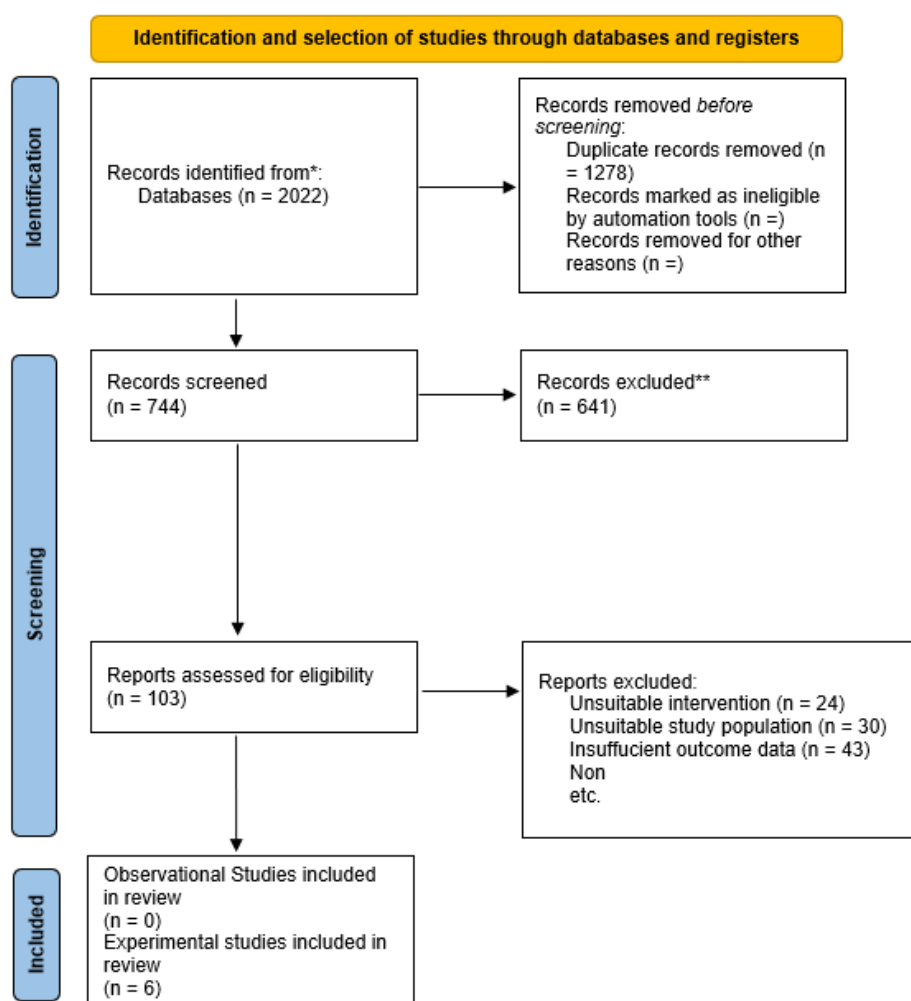 Identification and selection of studies through databases and registers
Identification
Records identified from*:
Databases (n = 2022)
Records removed before
screening:
Duplicate records removed (n
= 1278)
Records marked as ineligible
by automation tools (n =)
Records removed for other
reasons (n =)
Screening
Records screened
(n = 744)
Records excluded**
(n = 641)
Reports assessed for eligibility
(n = 103)
Reports excluded:
Unsuitable intervention (n = 24)
Unsuitable study population (n = 30)
Insuffucient outcome data (n = 43)
Non
etc.
Included
Observational Studies included
in review
(n = 0)
Experimental studies included in
review
(n = 6)